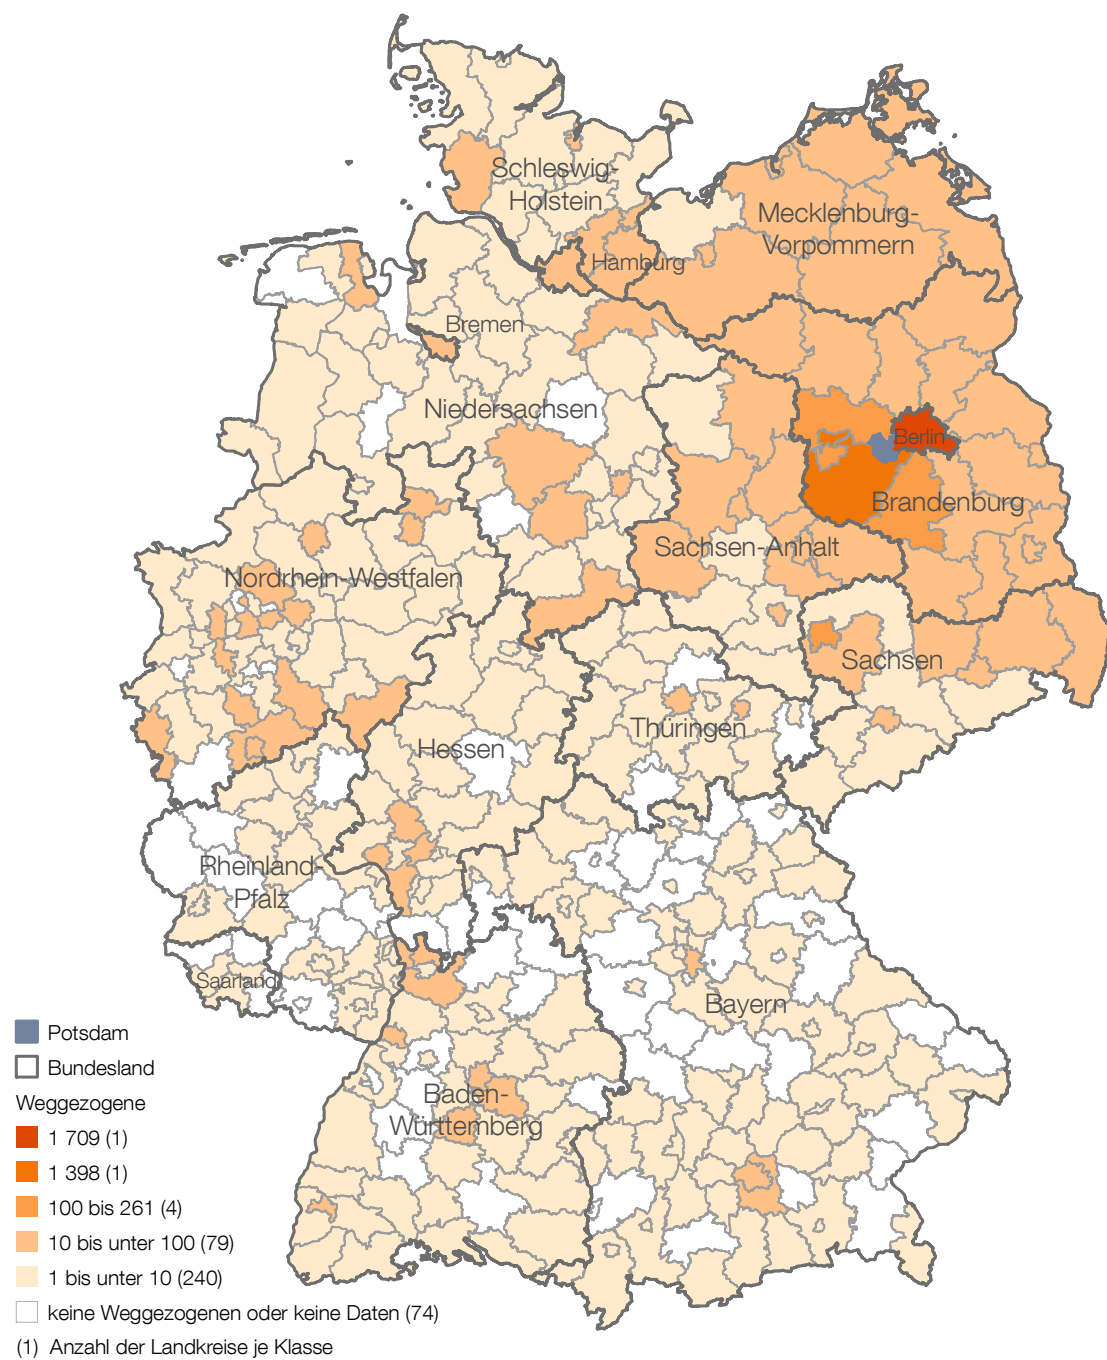 Schleswig-
Holstein
Mecklenburg-
Vorpommern
Hamburg
Bremen
Niedersachsen
Berlin
Brandenburg
Sachsen-Anhalt
Nordrhein-Westfalen
Sachsen
Thüringen
Hessen
Rheinland-
Pfalz
Saarland
Bayern
Baden-
Württemberg
Potsdam
Bundesland
Weggezogene
1 709 (1)
1 398 (1)
100 bis 261 (4)
10 bis unter 100 (79)
1 bis unter 10 (240)
keine Weggezogenen oder keine Daten (74)
(1) Anzahl der Landkreise je Klasse